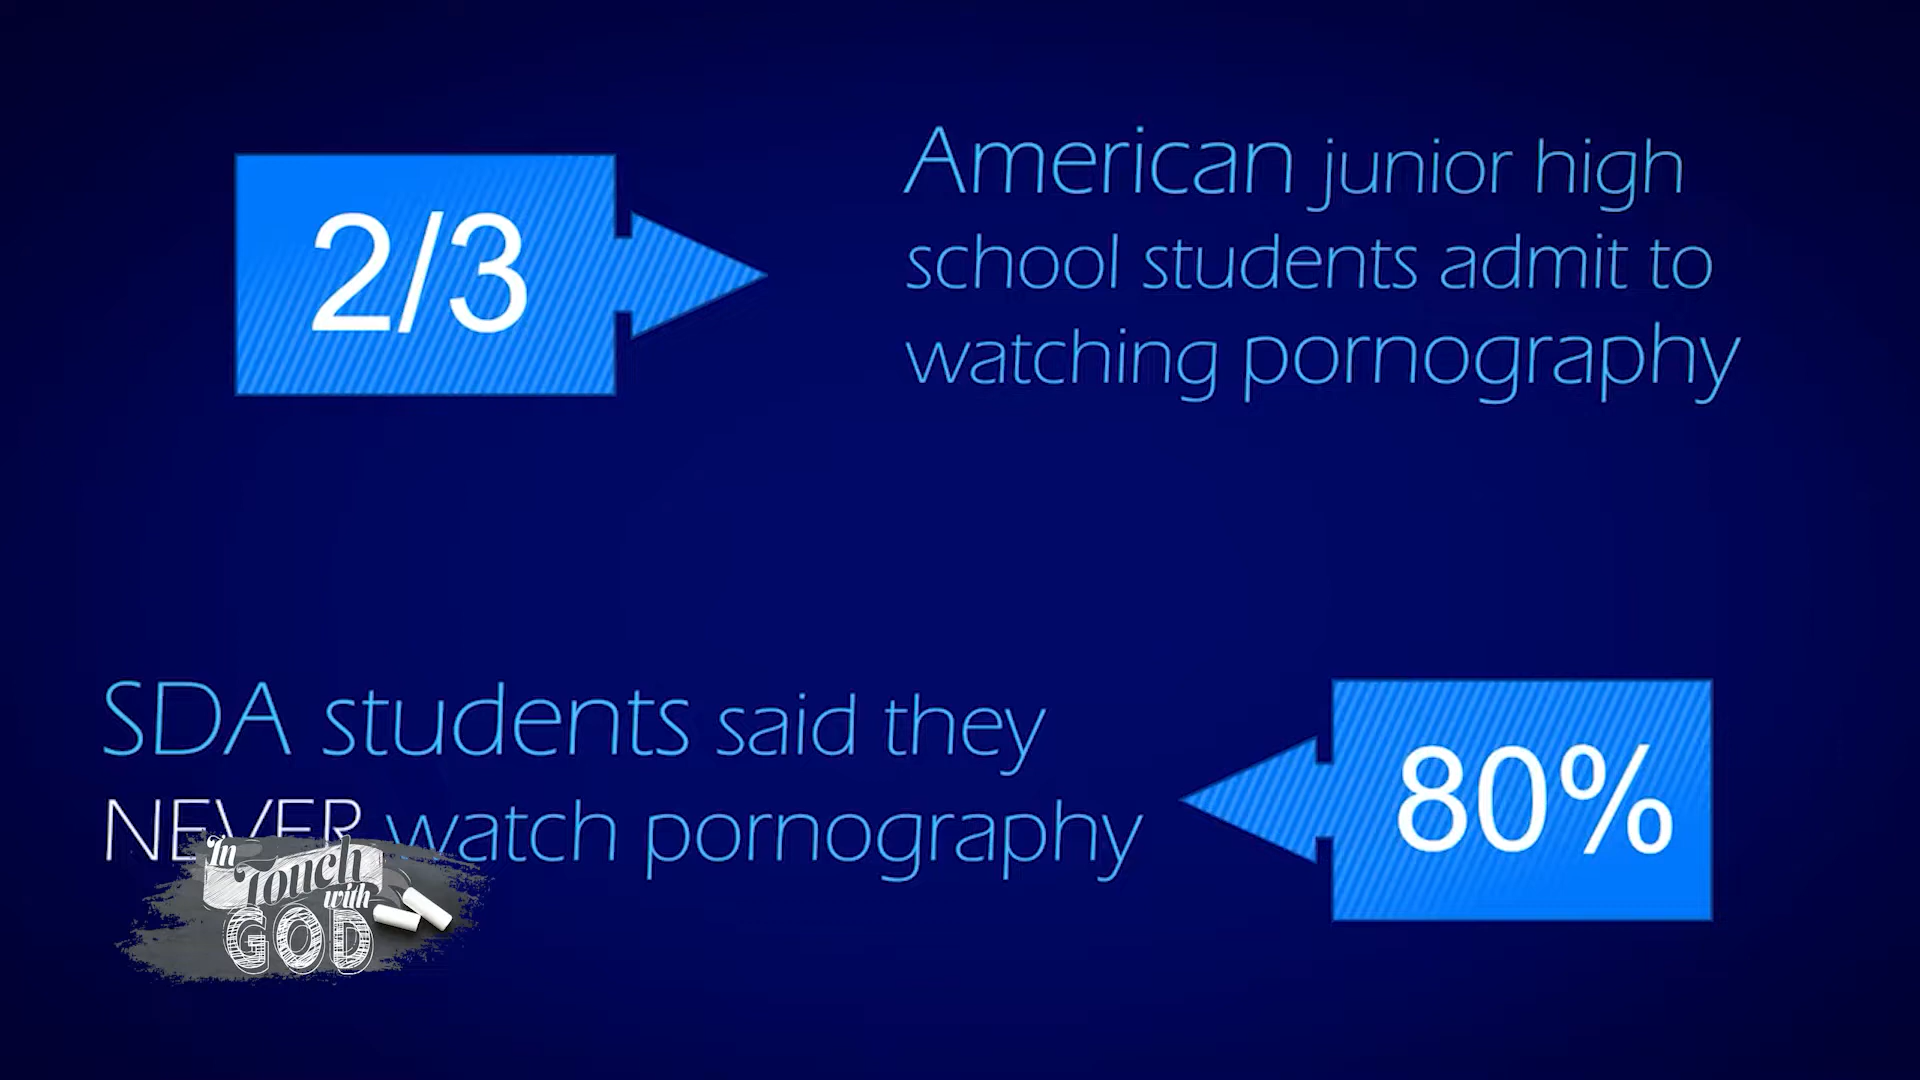 2/3
American junior high
school students admit to
watching pornography
SDA students said they
NEVER watch pornography
80%
In
Touch
with
GOD